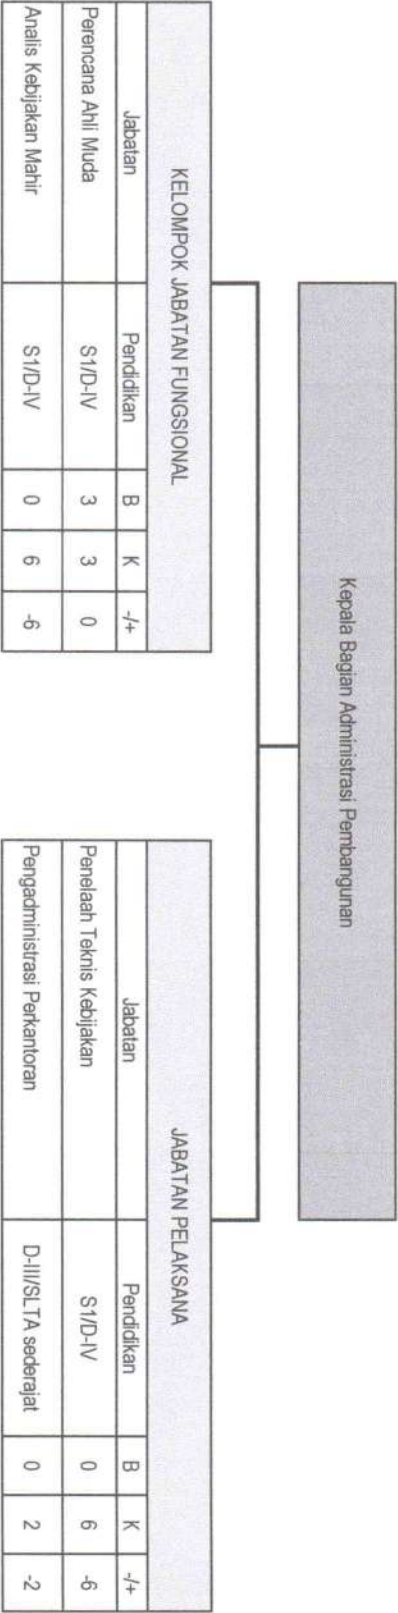 Kepala Bagian Administrasi Pembangunan
KELOMPOK JABATAN FUNGSIONAL
Jabatan Pendidikan B K -/+
Perencana Ahli Muda S1/D-IV 3 3 0
Analis Kebijakan Mahir S1/D-IV 0 6 -6
JABATAN PELAKSANA
Jabatan Pendidikan B K -/+
Penelaah Teknis Kebijakan S1/D-IV 0 6 -6
Pengadministrasi Perkantoran D-III/SLTA sederajat 0 2 -2